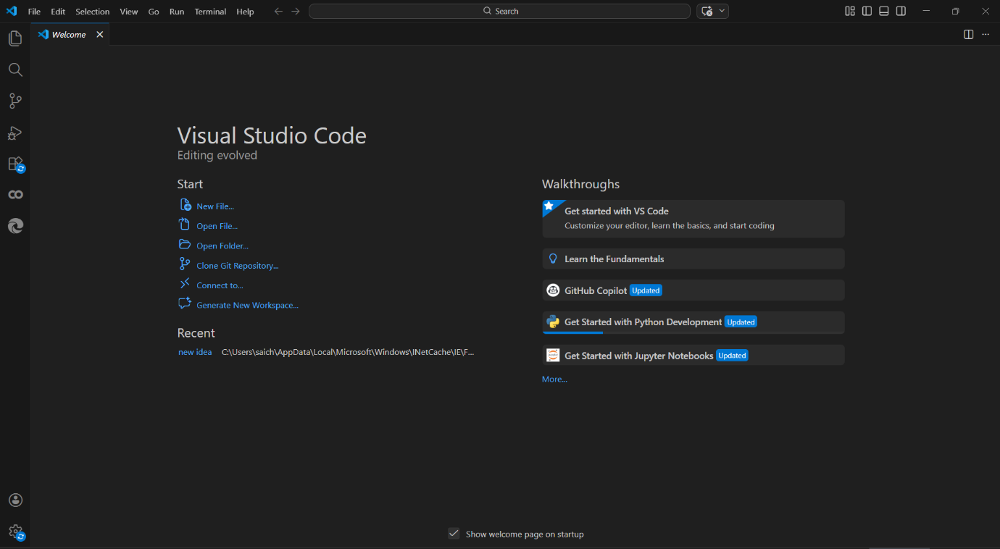 File Edit Selection View Go Run Terminal Help Search
Welcome
Visual Studio Code
Editing evolved
Start
New File...
Open File...
Open Folder...
Clone Git Repository...
Connect to...
Generate New Workspace...
Recent
new idea C:\Users\saich\AppData\Local\Microsoft\Windows\INetCache\IE\F...
Walkthroughs
Get started with VS Code
Customize your editor, learn the basics, and start coding
Learn the Fundamentals
GitHub Copilot Updated
Get Started with Python Development Updated
Get Started with Jupyter Notebooks Updated
More...
Show welcome page on startup